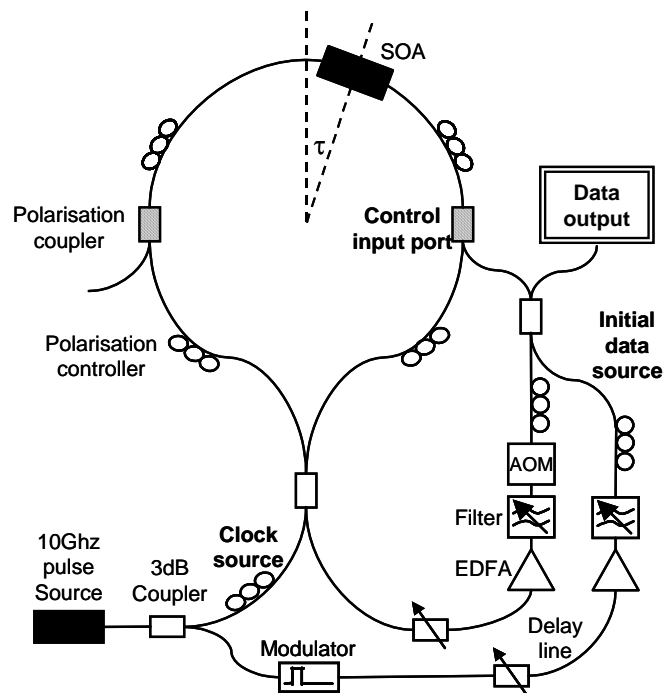 SOA
τ
Polarisation
coupler
Control
input port
Data
output
Polarisation
controller
Initial
data
source
AOM
Filter
EDFA
Clock
source
10Ghz
pulse
Source
3dB
Coupler
Modulator
Delay
line